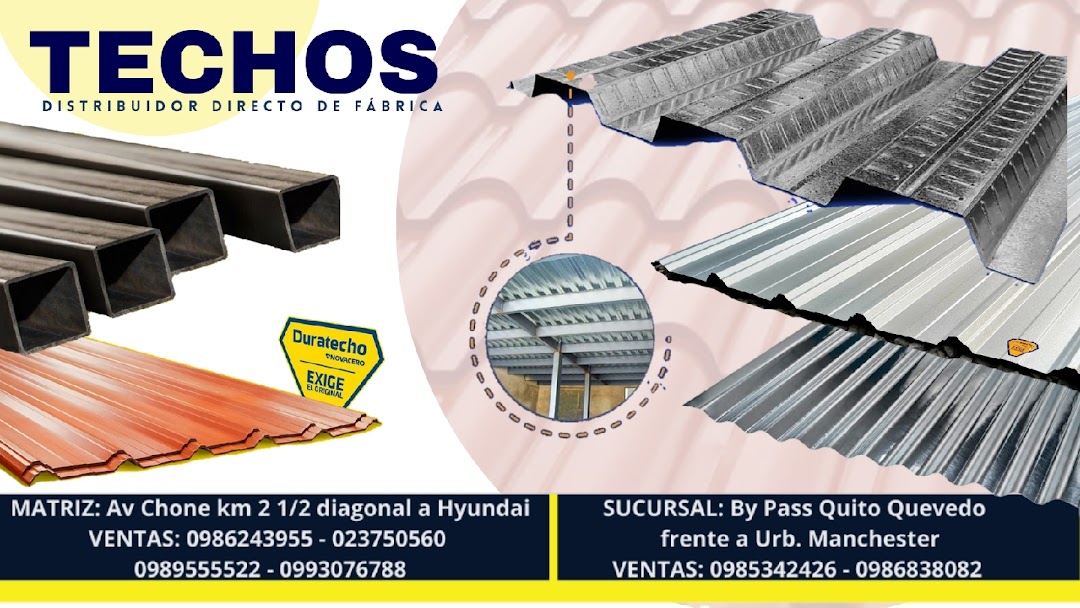 TECHOS
DISTRIBUIDOR DIRECTO DE FÁBRICA
Duratecho
NOVACERO
EXIGE
EL ORIGINAL
MATRIZ: Av Chone km 2 1/2 diagonal a Hyundai
VENTAS: 0986243955 - 023750560
0989555522 - 0993076788
SUCURSAL: By Pass Quito Quevedo
frente a Urb. Manchester
VENTAS: 0985342426 - 0986838082